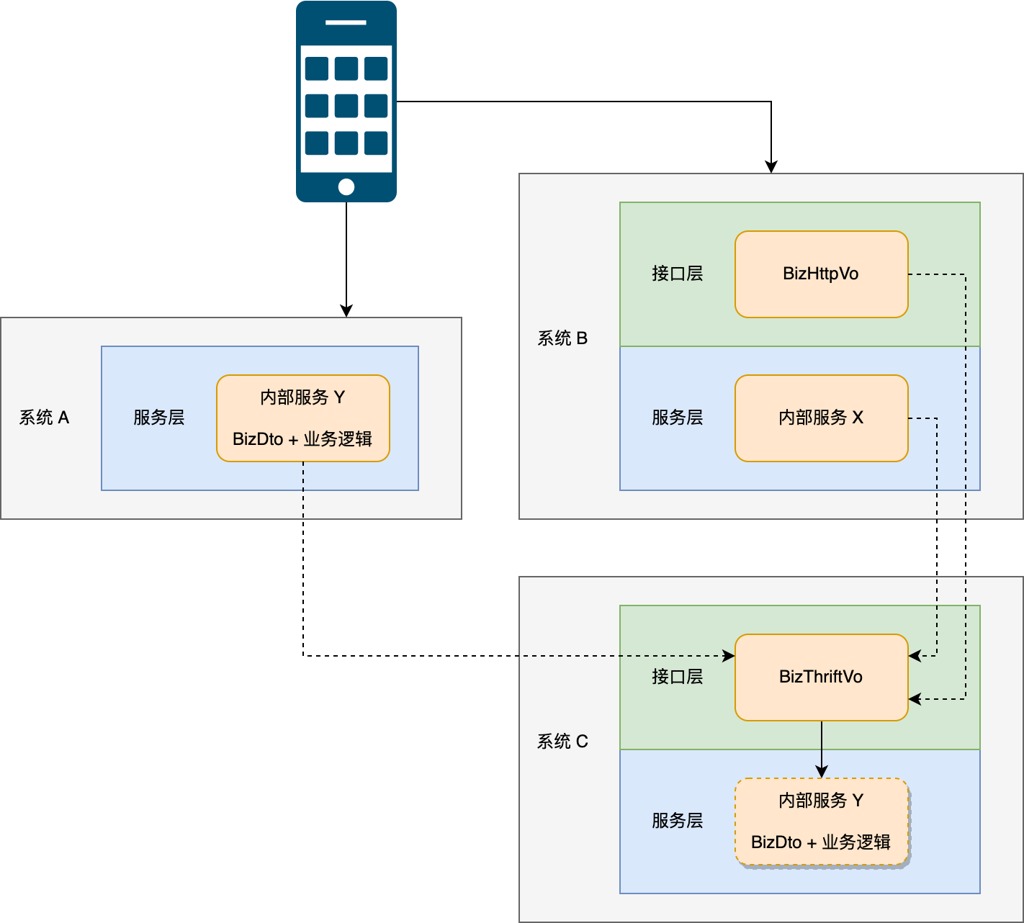 接口层
BizHttpVo
系统 B
服务层
内部服务 X
系统 A
服务层
内部服务 Y
BizDto + 业务逻辑
接口层
BizThriftVo
系统 C
服务层
内部服务 Y
BizDto + 业务逻辑